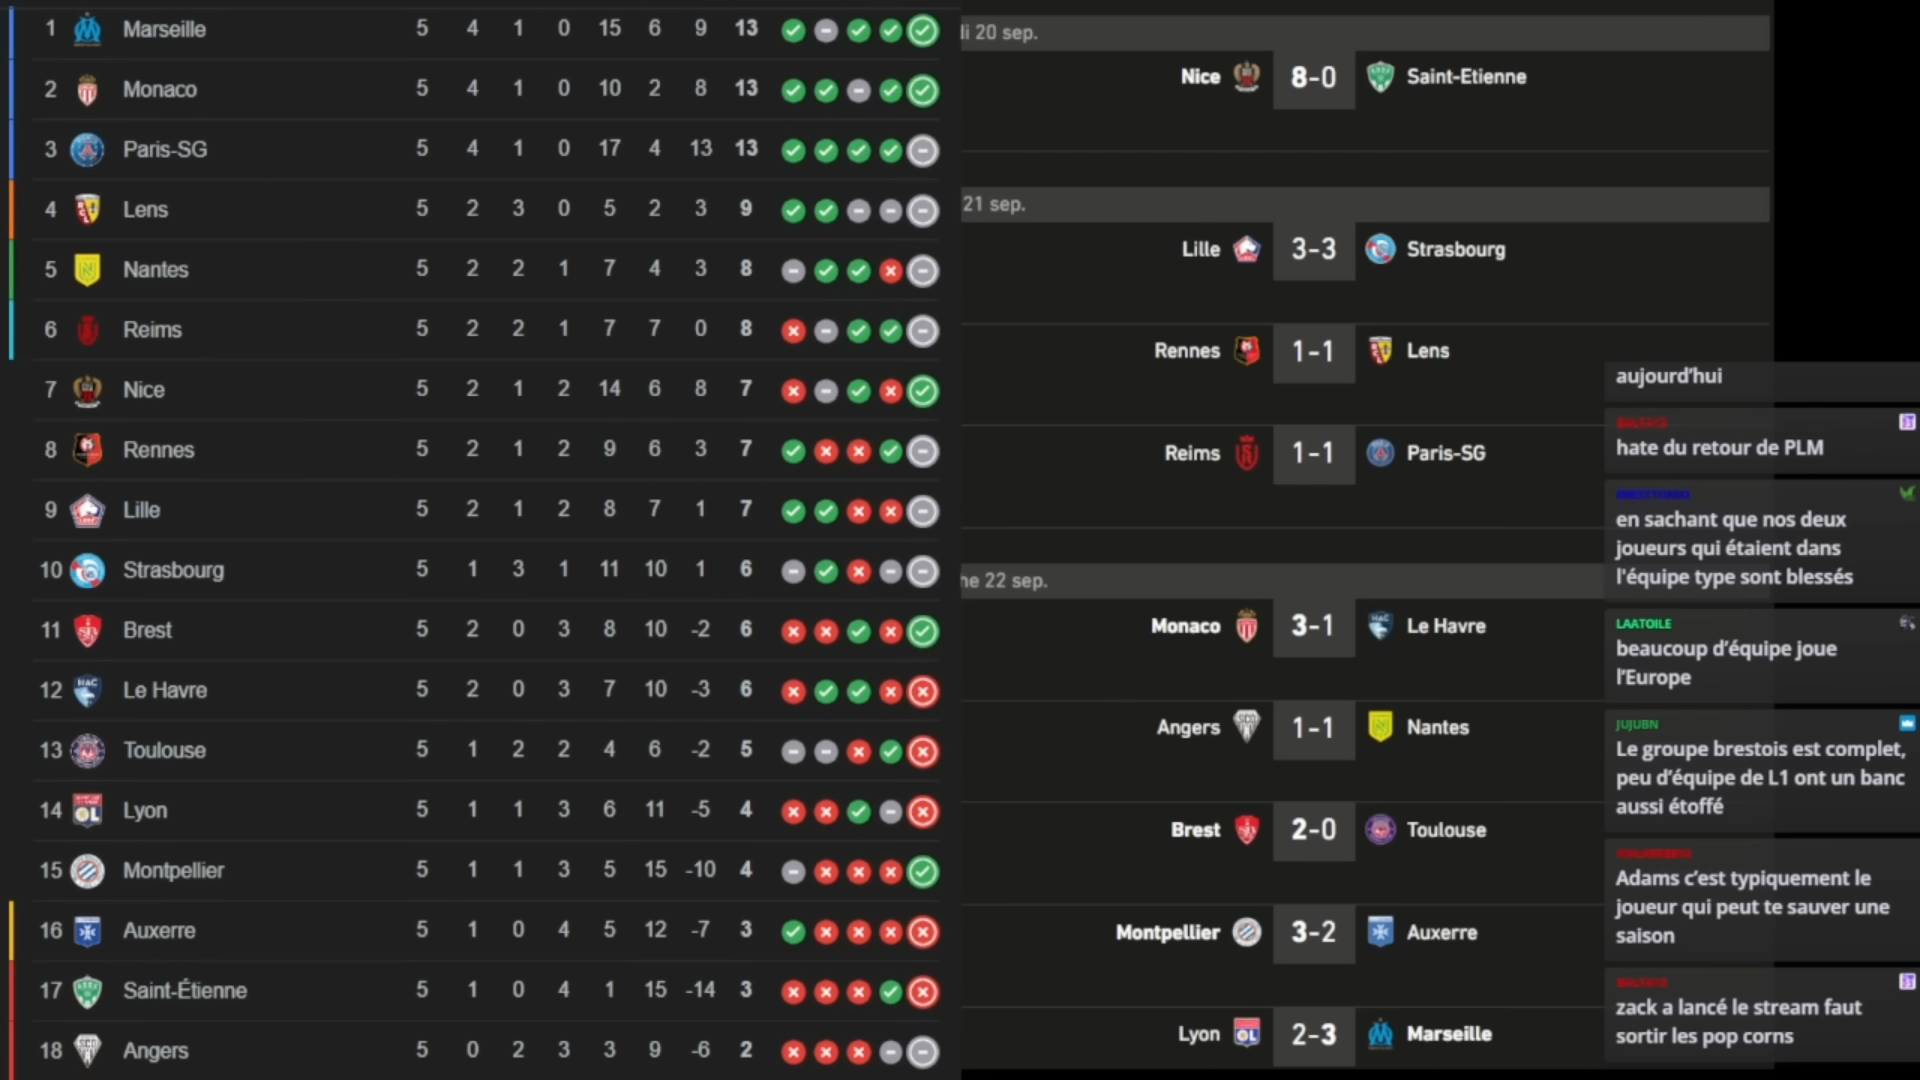 1 Marseille 5 4 1 0 15 6 9 13
2 Monaco 5 4 1 0 10 2 8 13
3 Paris-SG 5 4 1 0 17 4 13 13
4 Lens 5 2 3 0 5 2 3 9
5 Nantes 5 2 2 1 7 4 3 8
6 Reims 5 2 2 1 7 7 0 8
7 Nice 5 2 1 2 14 6 8 7
8 Rennes 5 2 1 2 9 6 3 7
9 Lille 5 2 1 2 8 7 1 7
10 Strasbourg 5 1 3 1 11 10 1 6
11 Brest 5 2 0 3 8 10 -2 6
12 Le Havre 5 2 0 3 7 10 -3 6
13 Toulouse 5 1 2 2 4 6 -2 5
14 Lyon 5 1 1 3 6 11 -5 4
15 Montpellier 5 1 1 3 5 15 -10 4
16 Auxerre 5 1 0 4 5 12 -7 3
17 Saint-Étienne 5 1 0 4 1 15 -14 3
18 Angers 5 0 2 3 3 9 -6 2
di 20 sep.
Nice 8-0 Saint-Etienne
21 sep.
Lille 3-3 Strasbourg
Rennes 1-1 Lens
Reims 1-1 Paris-SG
he 22 sep.
Monaco 3-1 Le Havre
Angers 1-1 Nantes
Brest 2-0 Toulouse
Montpellier 3-2 Auxerre
Lyon 2-3 Marseille
aujourd'hui
hate du retour de PLM
en sachant que nos deux
joueurs qui étaient dans
l'équipe type sont blessés
LAATOILE
beaucoup d'équipe joue
l'Europe
JUJUBN
Le groupe brestois est complet,
peu d'équipe de L1 ont un banc
aussi étoffé
Adams c'est typiquement le
joueur qui peut te sauver une
saison
zack a lancé le stream faut
sortir les pop corns